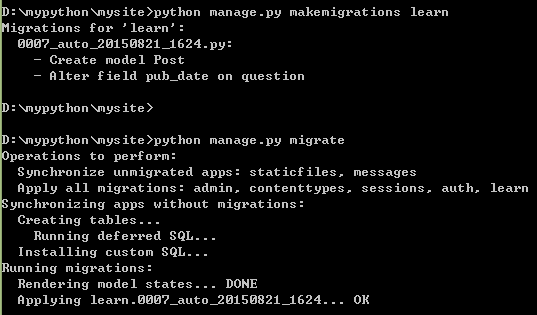 D:\mypython\mysite>python manage.py makemigrations learn
Migrations for 'learn':
  0007_auto_20150821_1624.py:
    - Create model Post
    - Alter field pub_date on question
D:\mypython\mysite>
D:\mypython\mysite>python manage.py migrate
Operations to perform:
  Synchronize unmigrated apps: staticfiles, messages
  Apply all migrations: admin, contenttypes, sessions, auth, learn
Synchronizing apps without migrations:
  Creating tables...
    Running deferred SQL...
  Installing custom SQL...
Running migrations:
  Rendering model states... DONE
  Applying learn.0007_auto_20150821_1624... OK